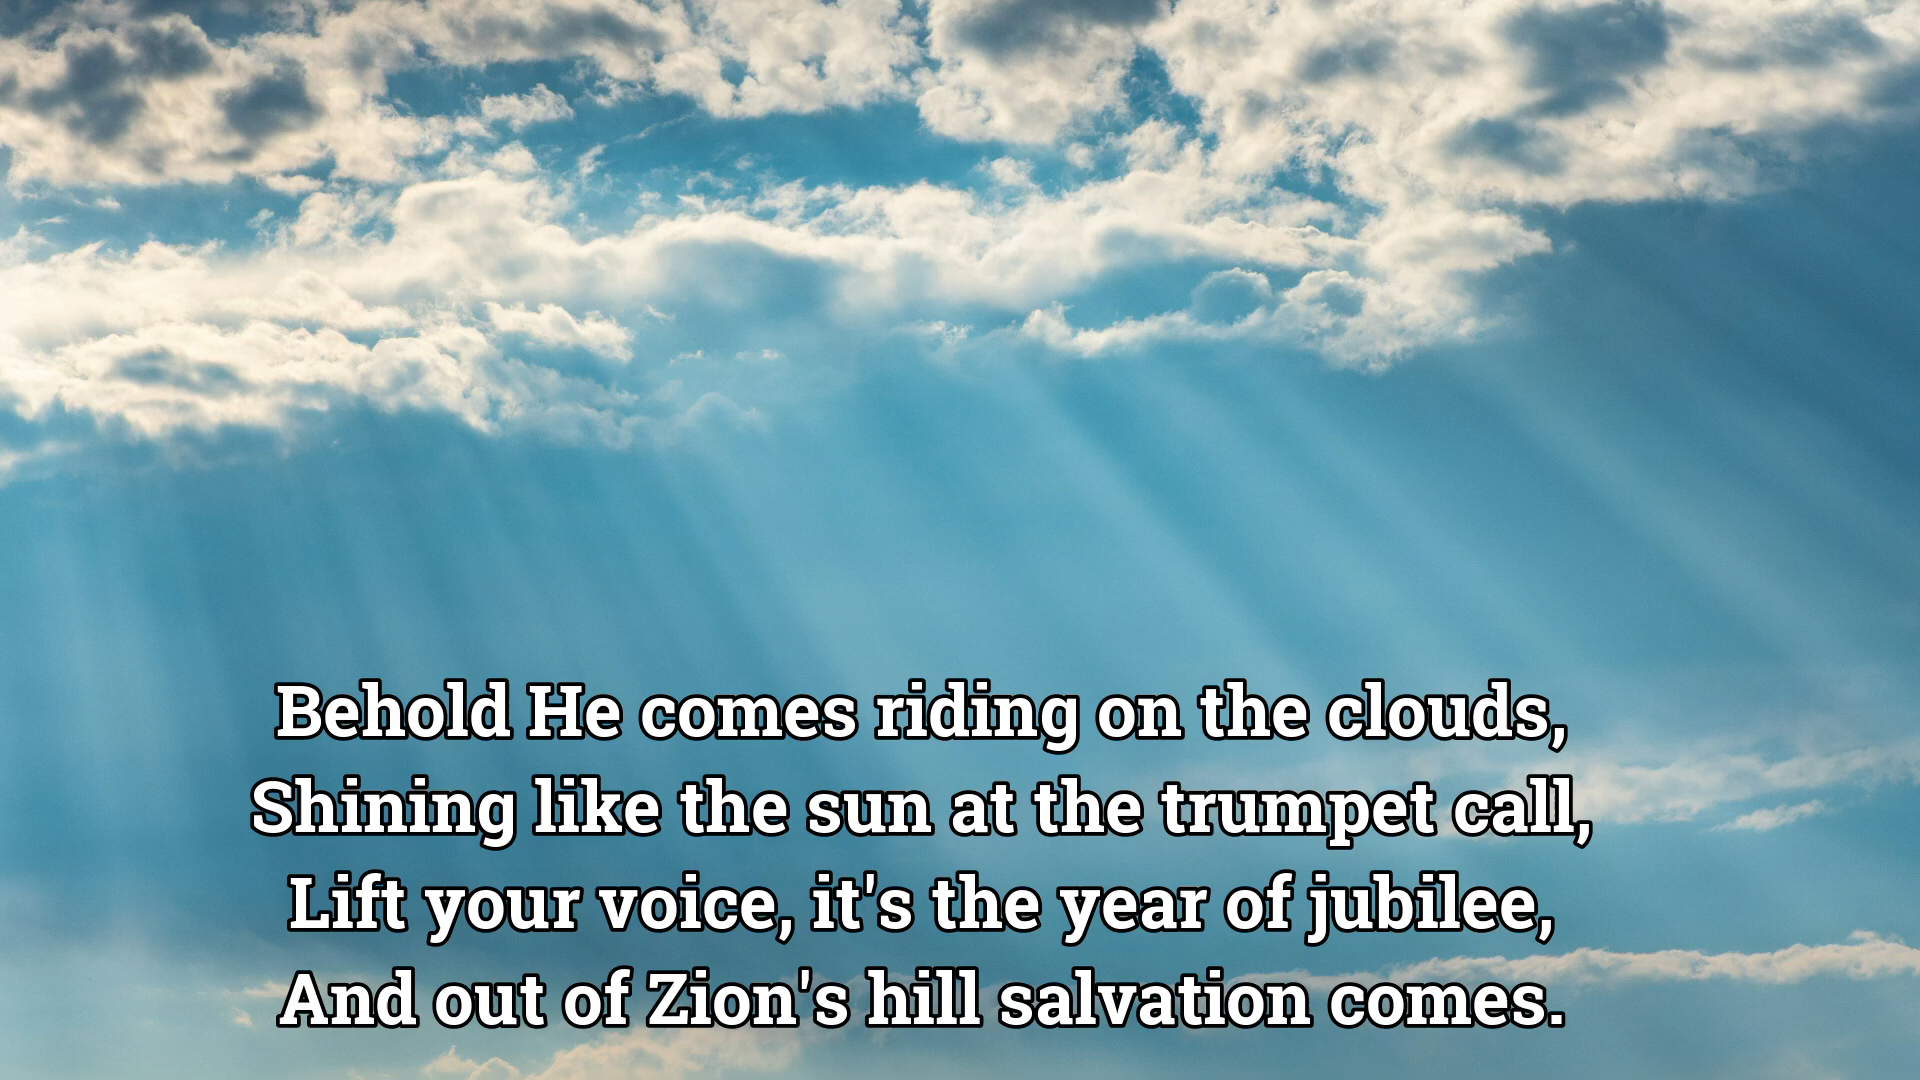 Behold He comes riding on the clouds,
Shining like the sun at the trumpet call,
Lift your voice, it's the year of jubilee,
And out of Zion's hill salvation comes.